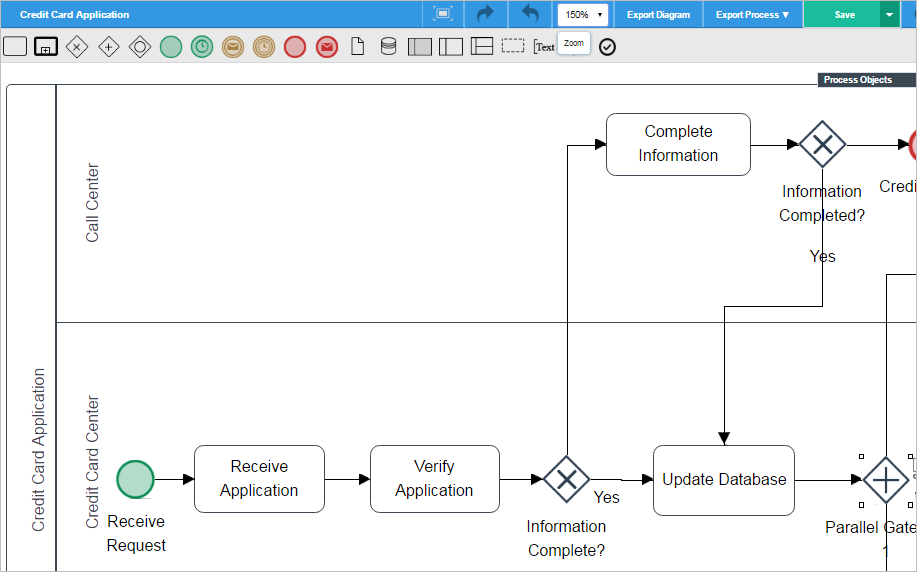 Credit Card Application
150%
Export Diagram
Export Process
Save
[Text
Zoom
Process Objects
Call Center
Complete
Information
Information
Completed?
Yes
Credi
Credit Card Application
Credit Card Center
Receive
Request
Receive
Application
Verify
Application
Information
Complete?
Yes
Update Database
Parallel Gate
1